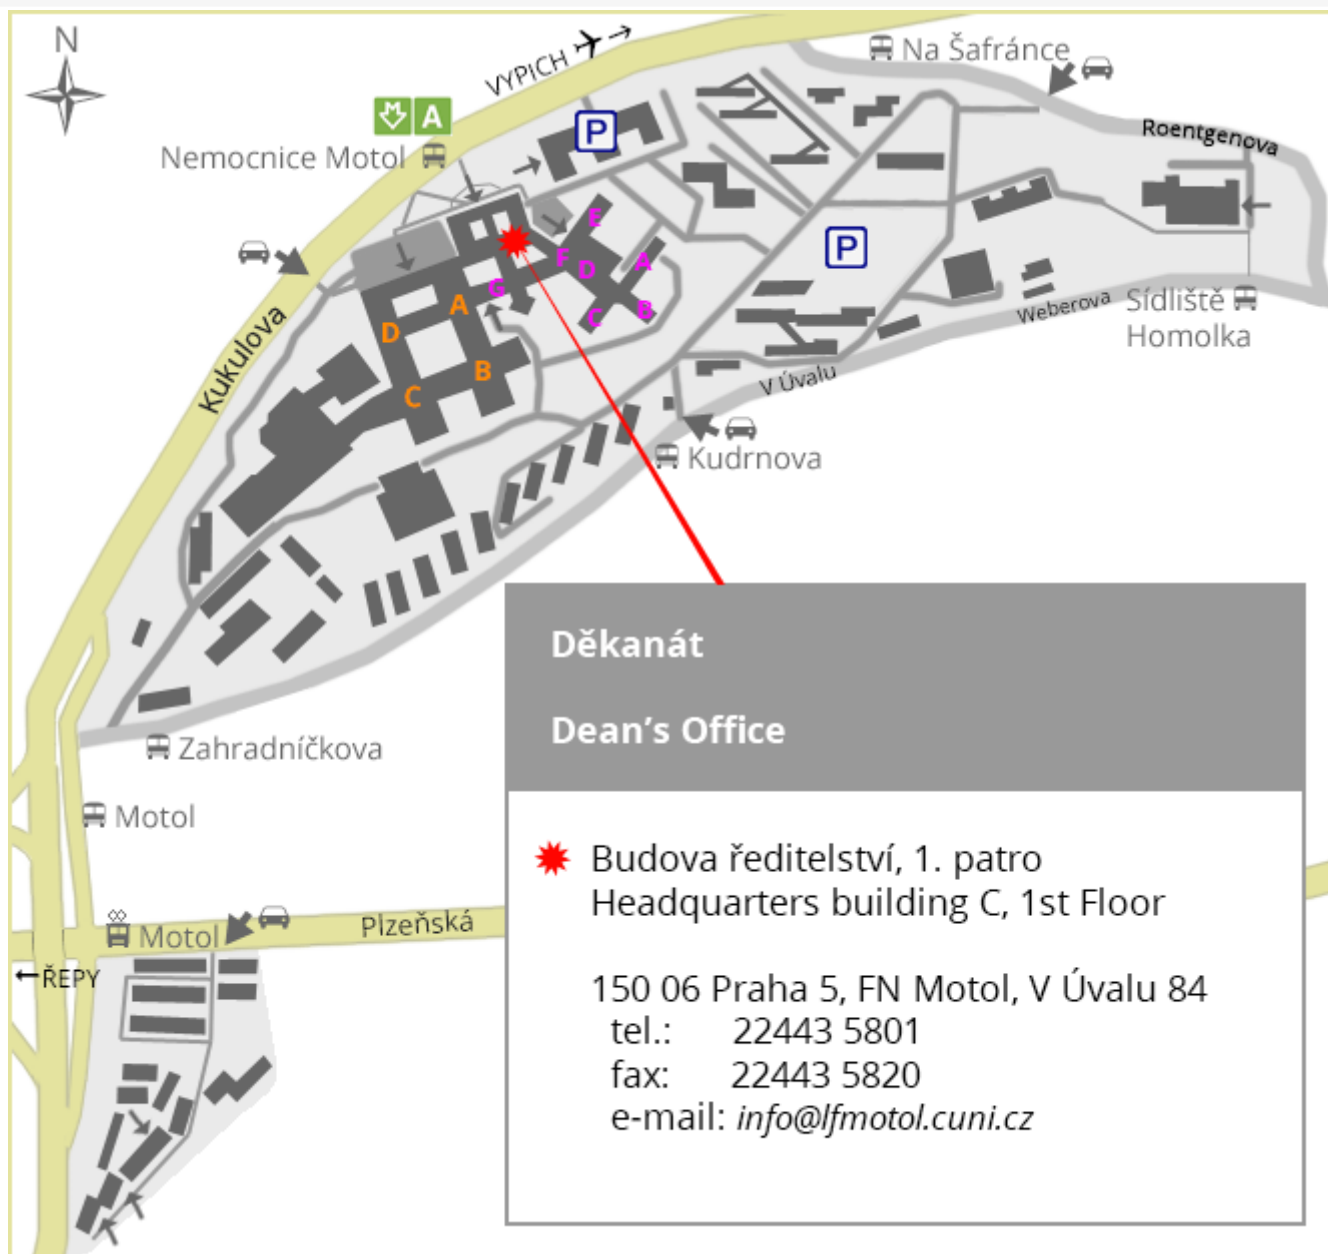 N
VYPICH
Na Šafránce
A
Nemocnice Motol
P
Roentgenova
E
F
D
A
G
B
C
P
A
D
B
C
Kukulova
Weberova
Sídliště
Homolka
V Úvalu
Kudrnova
Děkanát
Dean's Office
Zahradníčkova
Motol
Budova ředitelství, 1. patro
Headquarters building C, 1st Floor
Plzeňská
Motol
ŘEPY
150 06 Praha 5, FN Motol, V Úvalu 84
tel.: 22443 5801
fax: 22443 5820
e-mail: info@lfmotol.cuni.cz